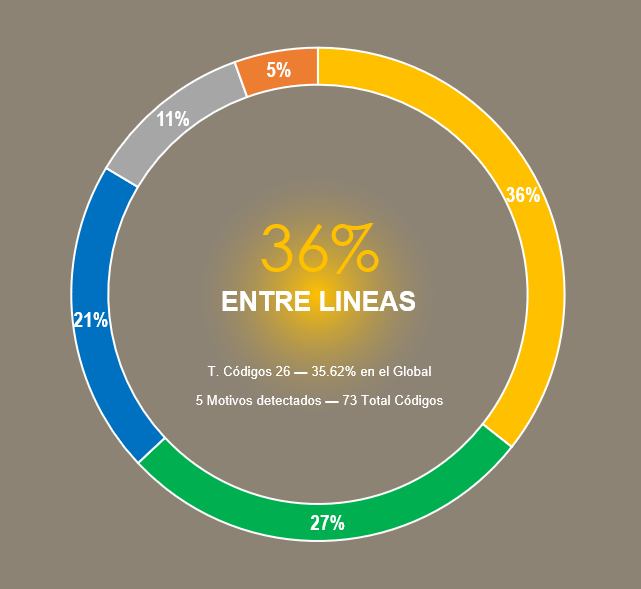 5%
11%
36%
36%
ENTRE LINEAS
21%
T. Códigos 26 — 35.62% en el Global
5 Motivos detectados — 73 Total Códigos
27%